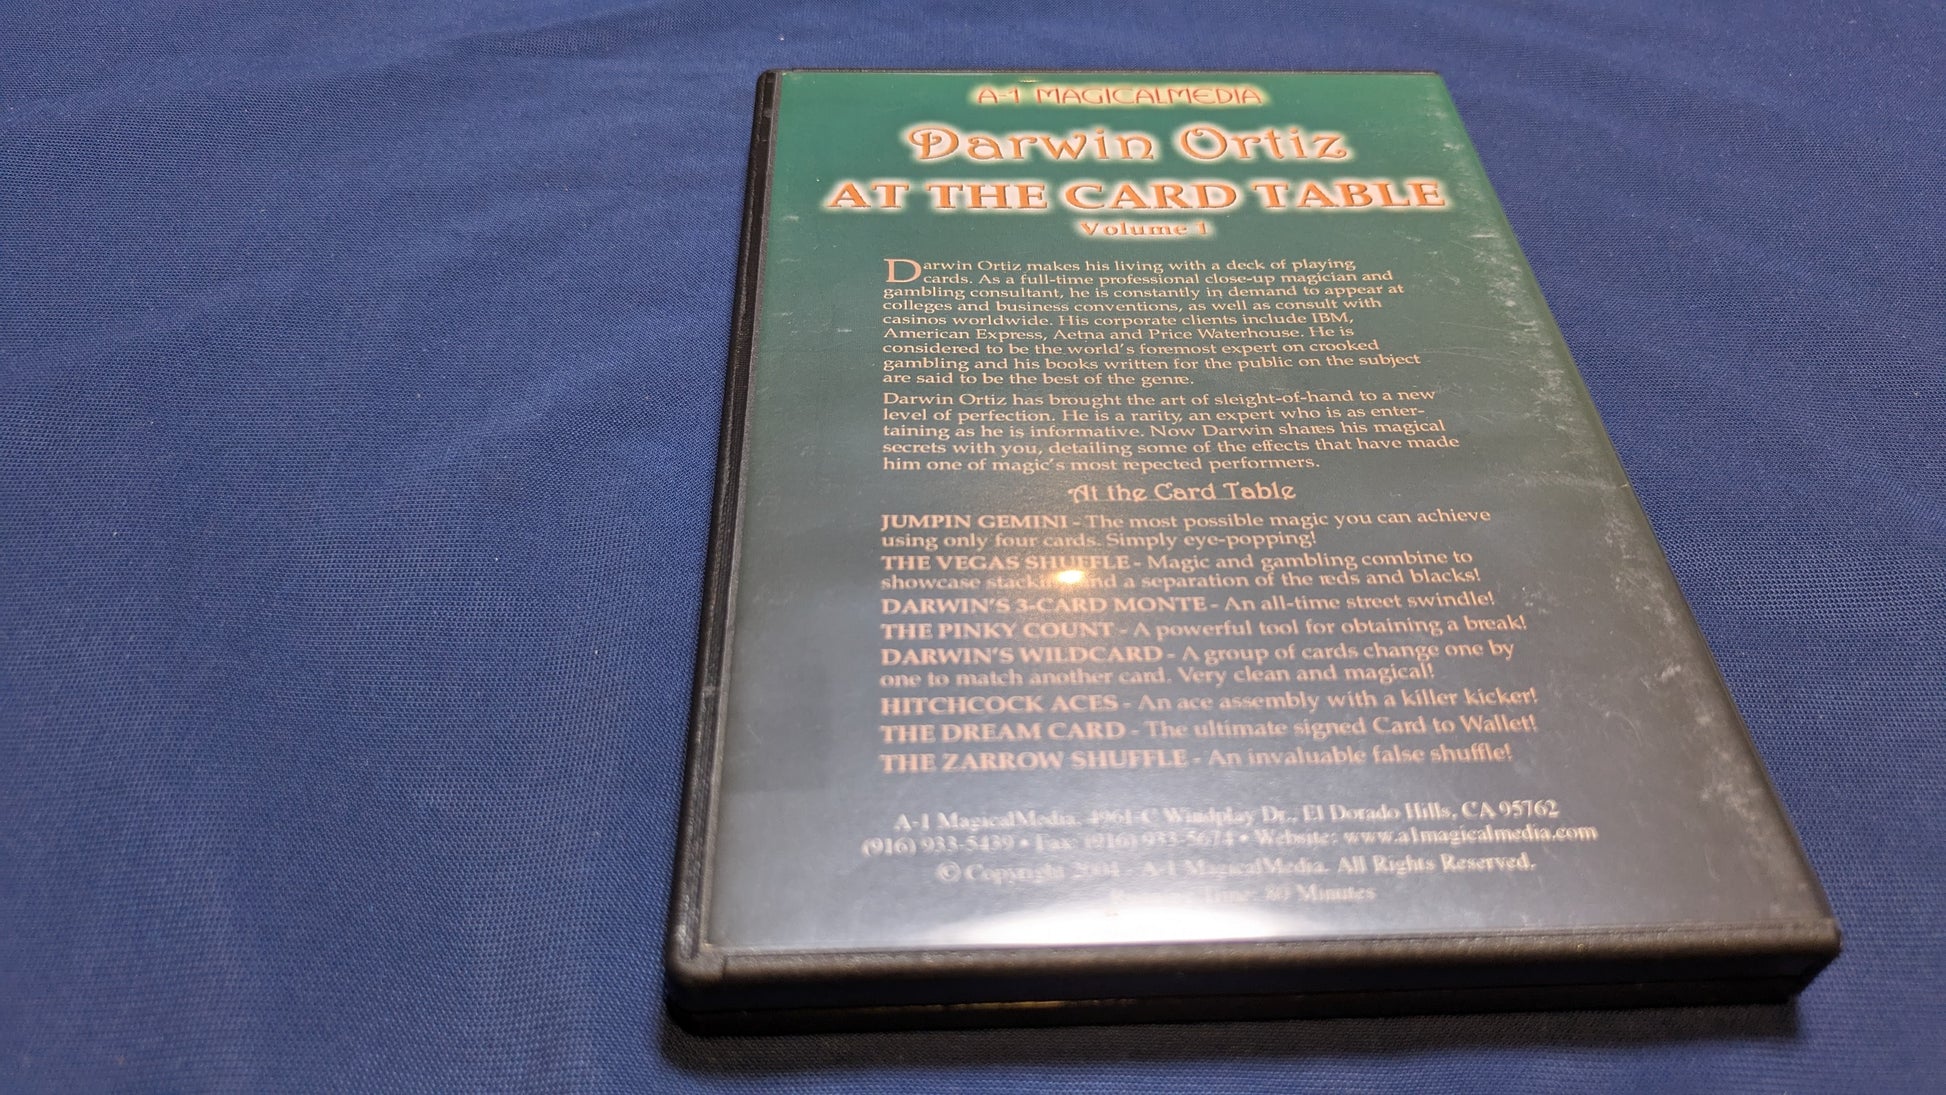 A-1 MAGICALMEDIA
Darwin Ortiz
AT THE CARD TABLE
Volume 1
Darwin Ortiz makes his living with a deck of playing
cards. As a full-time professional close-up magician and
gambling consultant, he is constantly in demand to appear at
colleges and business conventions, as well as consult with
casinos worldwide. His corporate clients include IBM,
American Express, Aetna and Price Waterhouse. He is
considered to be the world's foremost expert on crooked
gambling and his books written for the public on the subject
are said to be the best of the genre.
Darwin Ortiz has brought the art of sleight-of-hand to a new
level of perfection. He is a rarity, an expert who is as enter-
taining as he is informative. Now Darwin shares his magical
secrets with you, detailing some of the effects that have made
him one of magic's most repected performers.
At the Card Table
JUMPIN GEMINI - The most possible magic you can achieve
using only four cards. Simply eye-popping!
THE VEGAS SHUFFLE - Magic and gambling combine to
showcase stacking and a separation of the reds and blacks!
DARWIN'S 3-CARD MONTE - An all-time street swindle!
THE PINKY COUNT - A powerful tool for obtaining a break!
DARWIN'S WILDCARD - A group of cards change one by
one to match another card. Very clean and magical!
HITCHCOCK ACES - An ace assembly with a killer kicker!
THE DREAM CARD - The ultimate signed Card to Wallet!
THE ZARROW SHUFFLE - An invaluable false shuffle!
A-1 MagicalMedia, 4961-C Windplay Dr., El Dorado Hills, CA 95762
(916) 933-5439 • Fax: (916) 933-5674 • Website: www.a1magicalmedia.com
© Copyright 2004 - A-1 MagicalMedia. All Rights Reserved.
Time: 80 Minutes